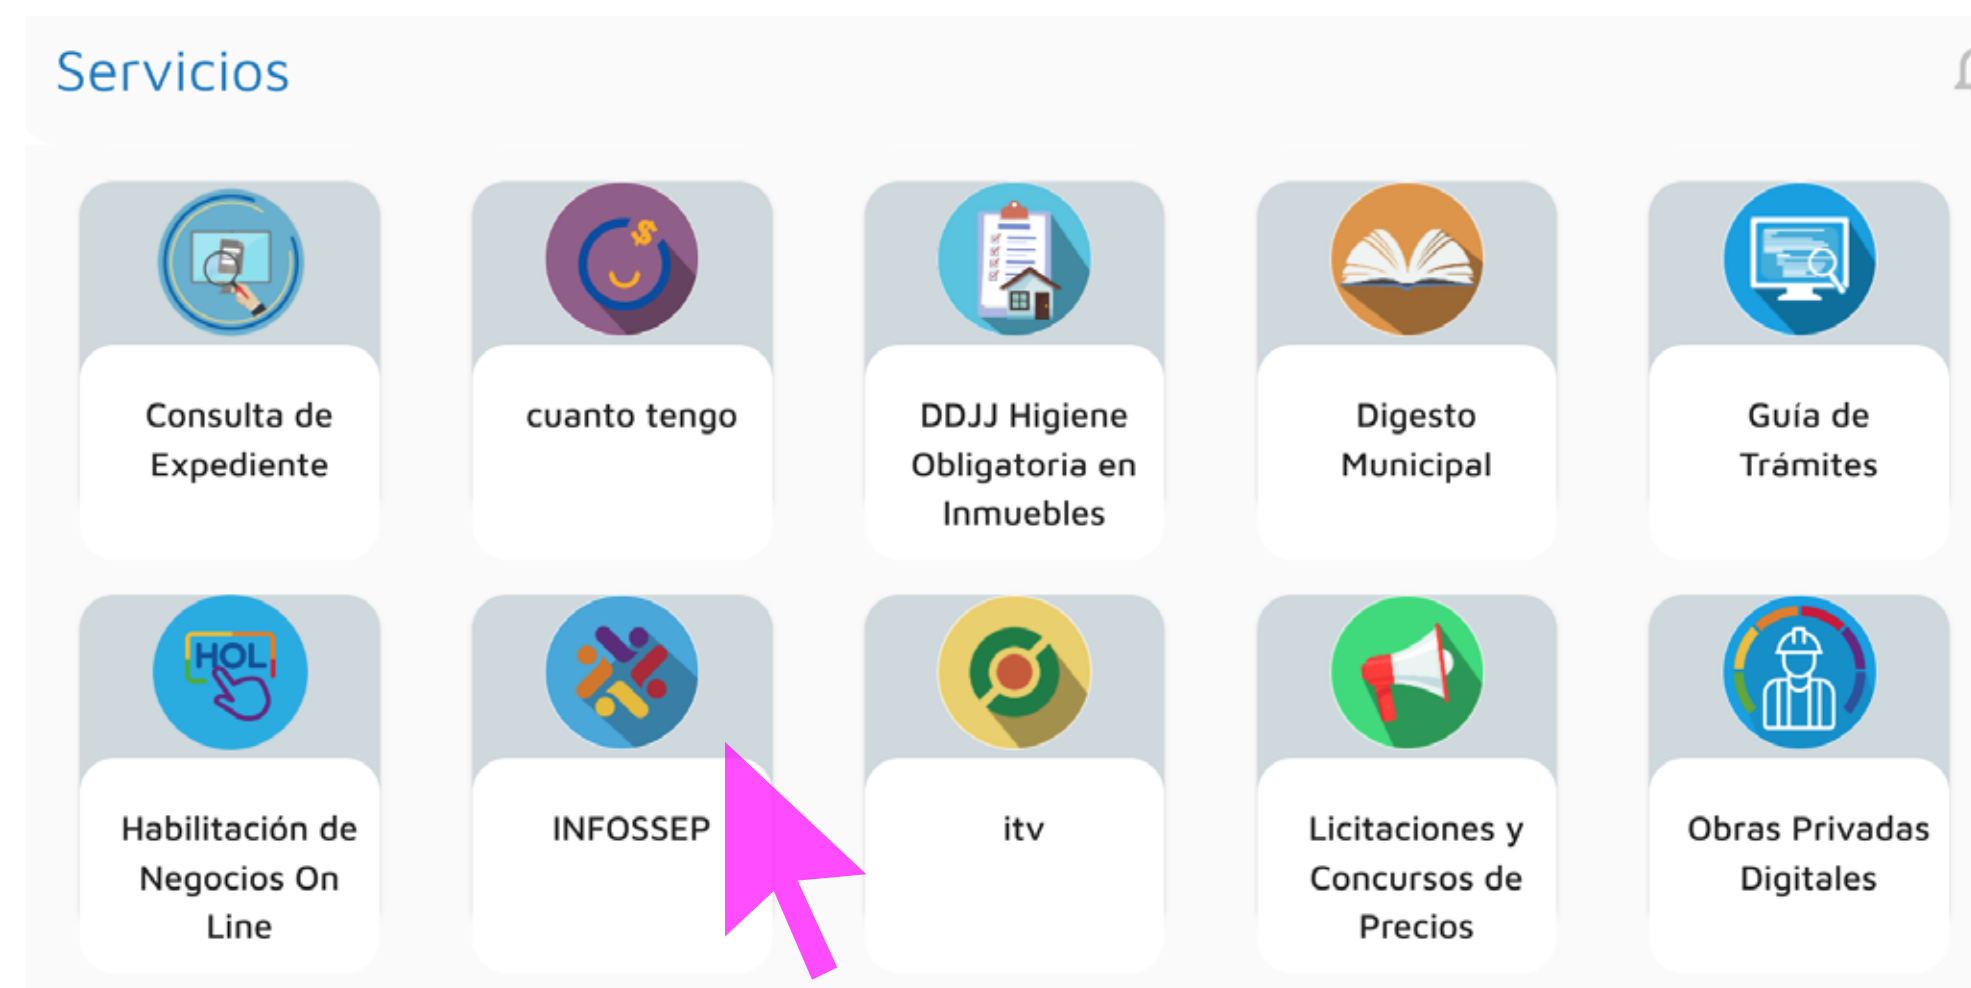 Servicios
Consulta de
Expediente
cuanto tengo
DDJJ Higiene
Obligatoria en
Inmuebles
Digesto
Municipal
Guía de
Trámites
HOL
Habilitación de
Negocios On
Line
INFOSSEP
itv
Licitaciones y
Concursos de
Precios
Obras Privadas
Digitales